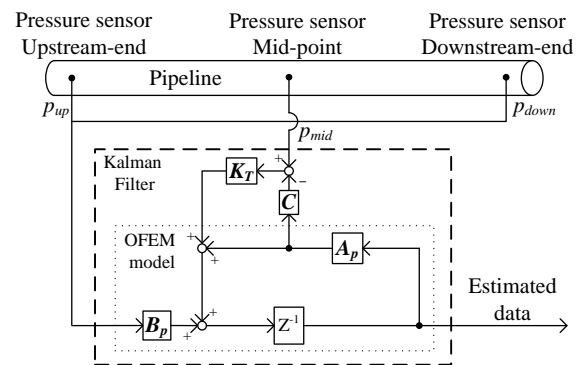 Pressure sensor
Upstream-end
Pressure sensor
Mid-point
Pressure sensor
Downstream-end
Pipeline
p_up
p_mid
p_down
Kalman
Filter
K_T
+
−
C
OFEM
model
+
+
A_p
Estimated
data
B_p
+
+
Z^-1